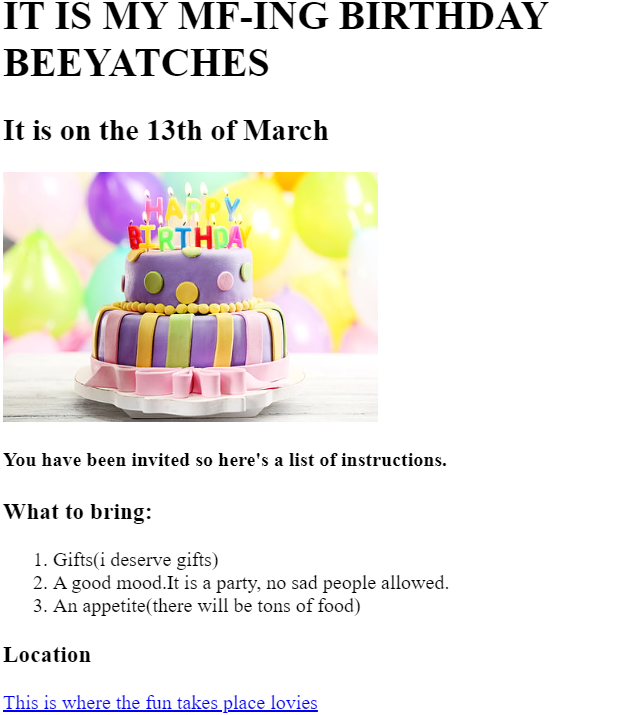 IT IS MY MF-ING BIRTHDAY
BEEYATCHES
It is on the 13th of March
HAPPY
BIRTHDAY
You have been invited so here's a list of instructions.
What to bring:
1. Gifts(i deserve gifts)
2. A good mood.It is a party, no sad people allowed.
3. An appetite(there will be tons of food)
Location
This is where the fun takes place lovies